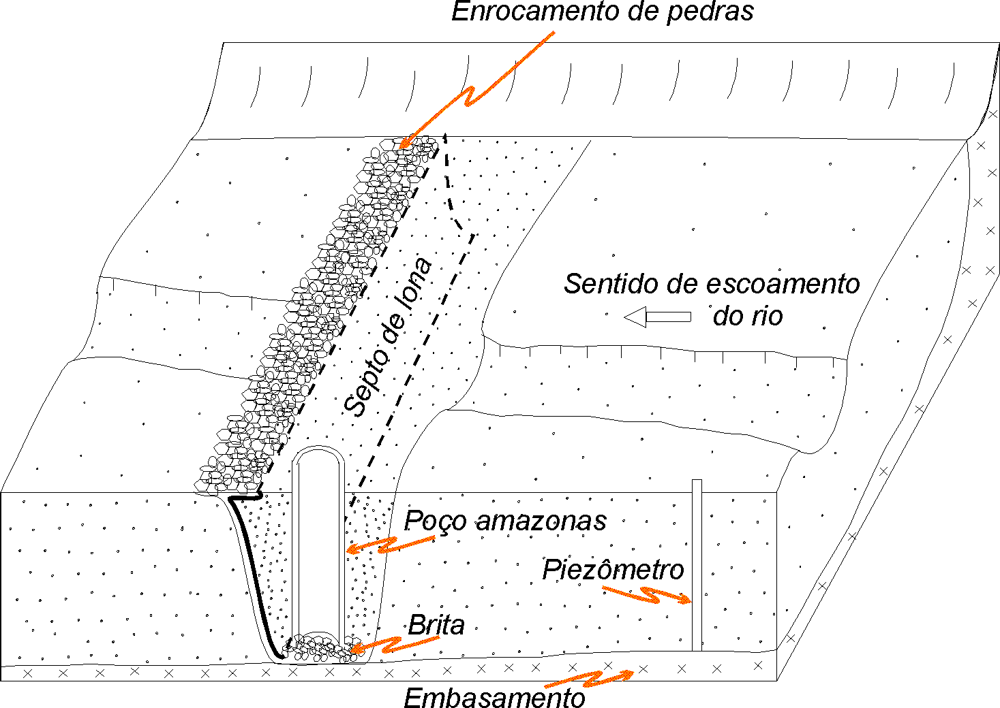 Enrocamento de pedras
Septo de lona
Sentido de escoamento
do rio
Poço amazonas
Piezômetro
Brita
Embasamento